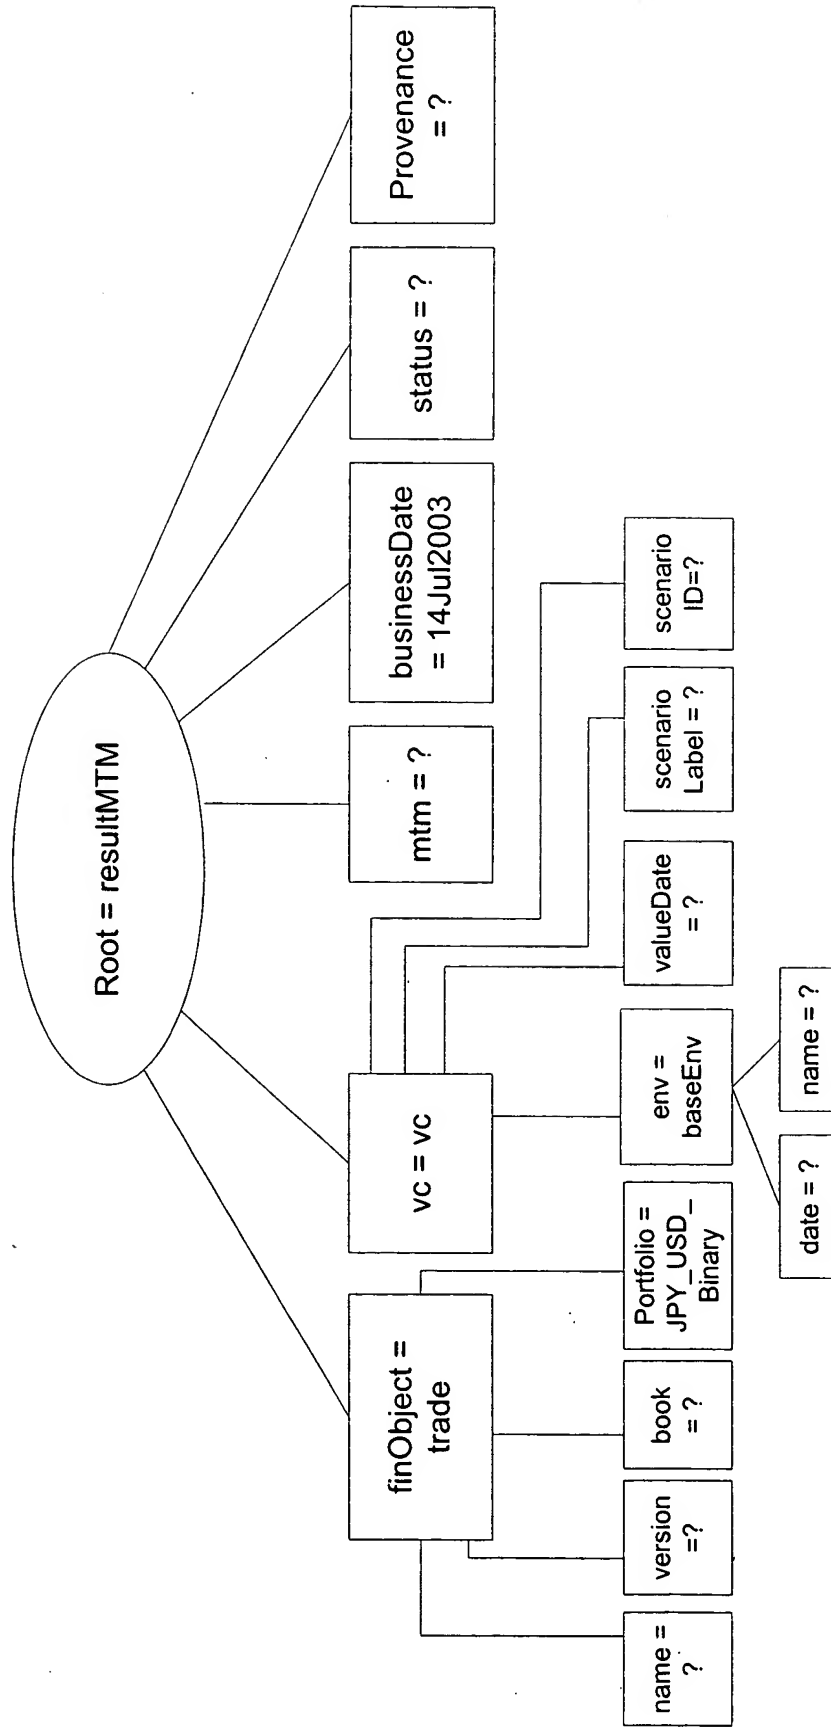 Root = resultMTM
finObject =
trade
vc = vc
mtm = ?
businessDate
= 14Jul2003
status = ?
Provenance
= ?
name =
?
version
=?
book
= ?
Portfolio =
JPY_USD_
Binary
env =
baseEnv
valueDate
= ?
scenario
Label = ?
scenario
ID=?
date = ?
name = ?